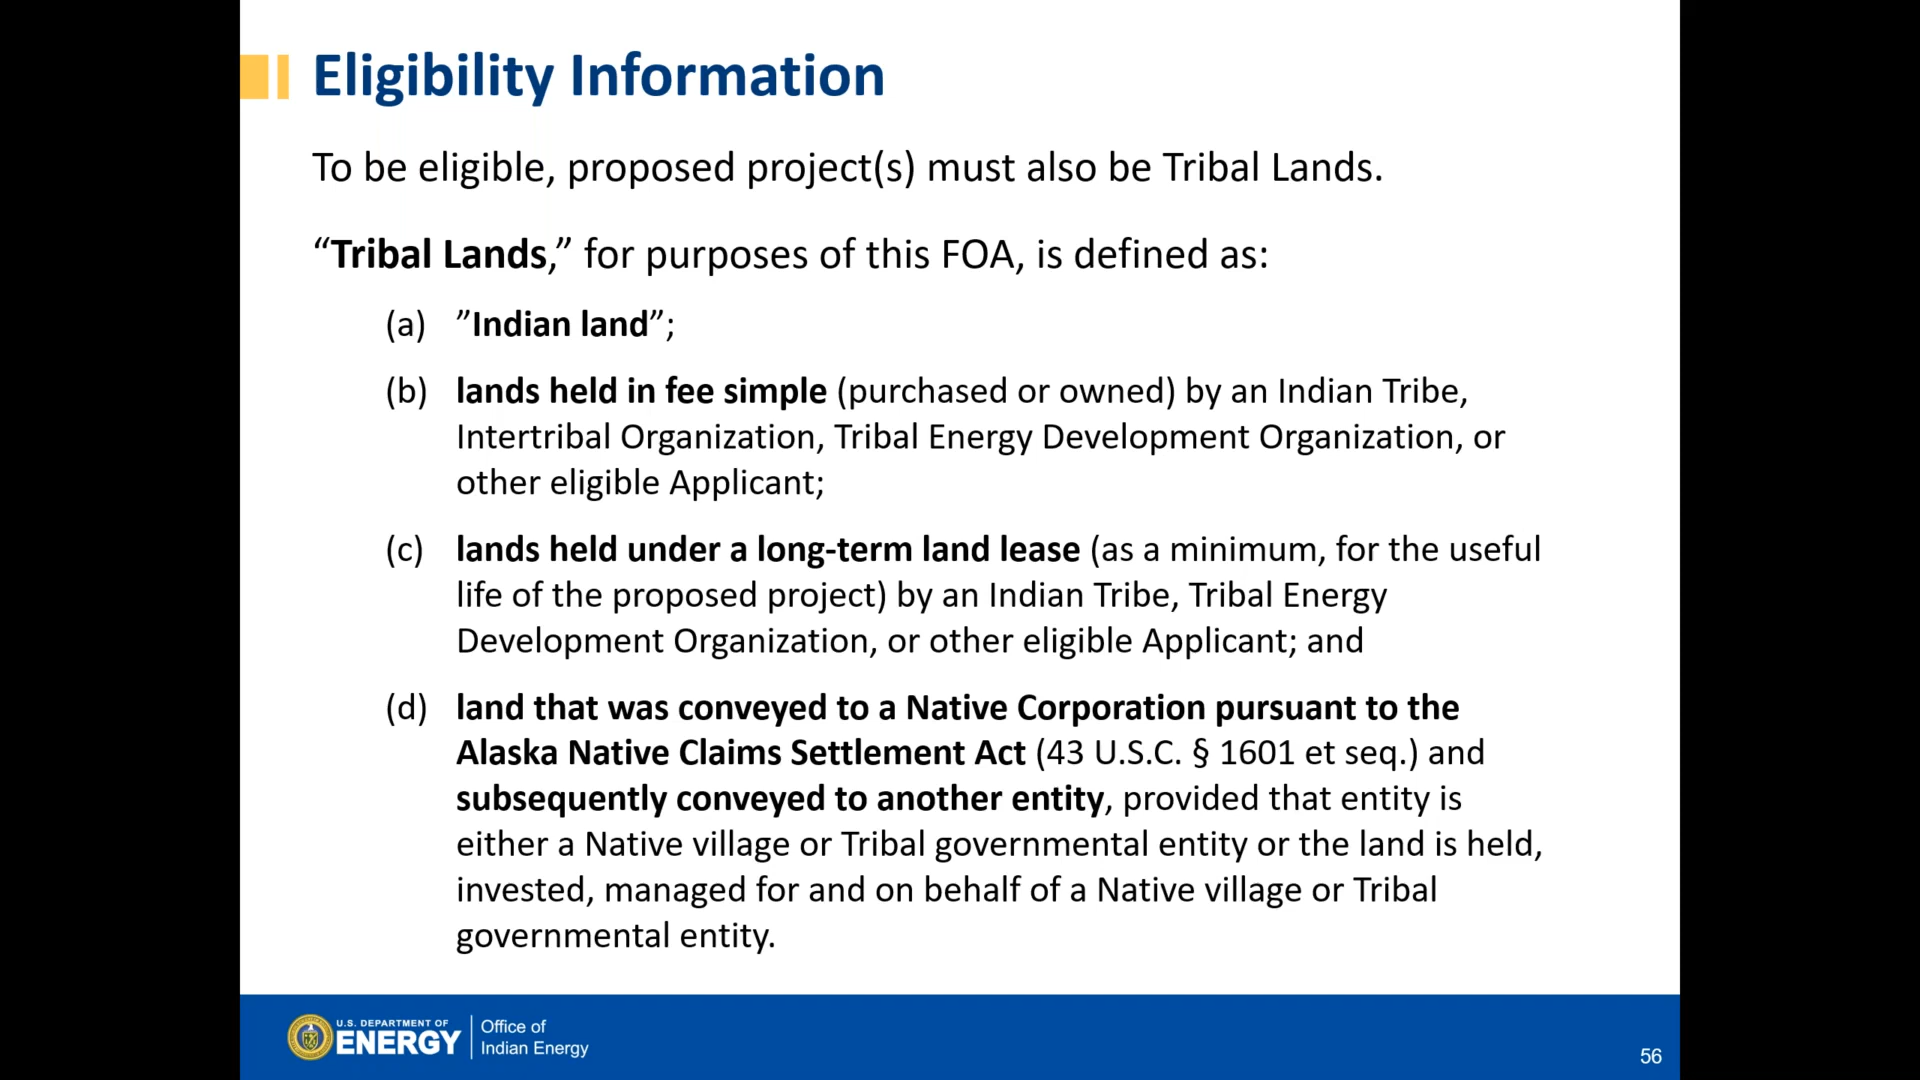 Eligibility Information
To be eligible, proposed project(s) must also be Tribal Lands.
“Tribal Lands,” for purposes of this FOA, is defined as:
(a) ”Indian land”;
(b) lands held in fee simple (purchased or owned) by an Indian Tribe,
Intertribal Organization, Tribal Energy Development Organization, or
other eligible Applicant;
(c) lands held under a long-term land lease (as a minimum, for the useful
life of the proposed project) by an Indian Tribe, Tribal Energy
Development Organization, or other eligible Applicant; and
(d) land that was conveyed to a Native Corporation pursuant to the
Alaska Native Claims Settlement Act (43 U.S.C. § 1601 et seq.) and
subsequently conveyed to another entity, provided that entity is
either a Native village or Tribal governmental entity or the land is held,
invested, managed for and on behalf of a Native village or Tribal
governmental entity.
U.S. DEPARTMENT OF
ENERGY
Office of
Indian Energy
56